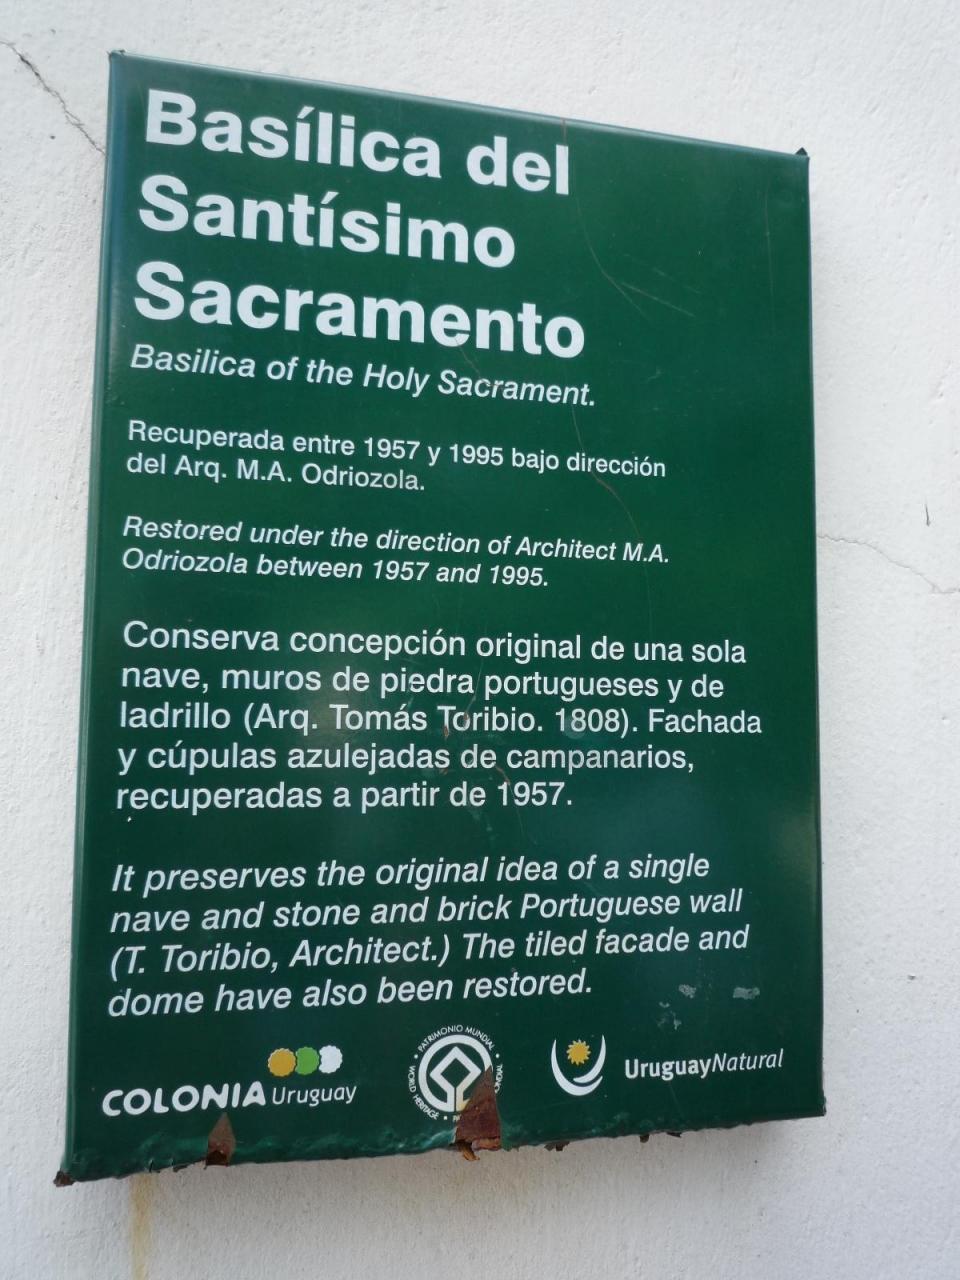 Basílica del
Santísimo
Sacramento
Basilica of the Holy Sacrament.
Recuperada entre 1957 y 1995 bajo dirección
del Arq. M.A. Odriozola.
Restored under the direction of Architect M.A.
Odriozola between 1957 and 1995.
Conserva concepción original de una sola
nave, muros de piedra portugueses y de
ladrillo (Arq. Tomás Toribio. 1808). Fachada
y cúpulas azulejadas de campanarios,
recuperadas a partir de 1957.
It preserves the original idea of a single
nave and stone and brick Portuguese wall
(T. Toribio, Architect.) The tiled facade and
dome have also been restored.
COLONIA Uruguay
PATRIMONIO MUNDIAL
WORLD HERITAGE
UruguayNatural